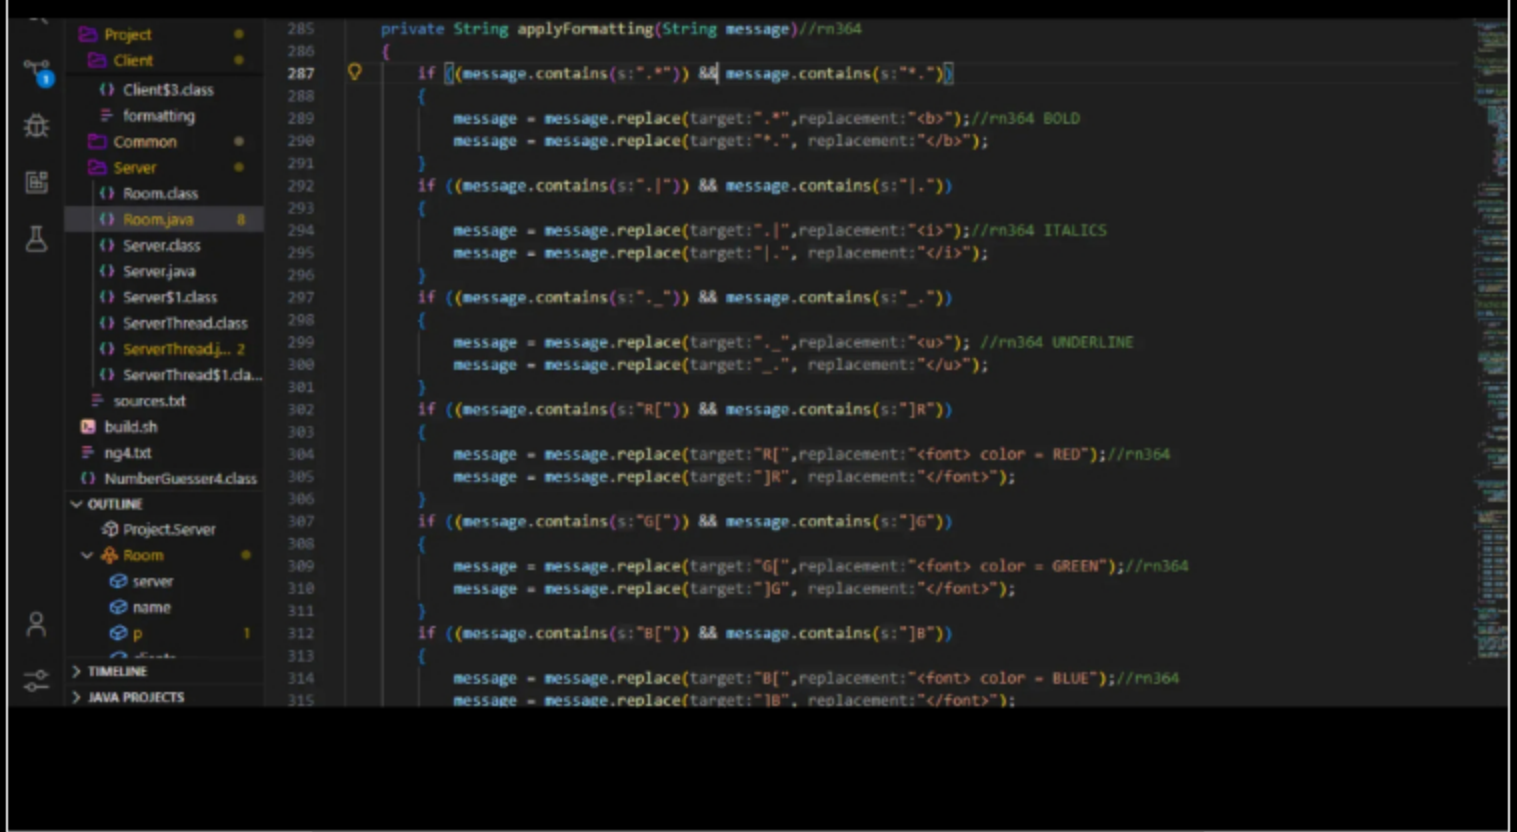 Project
Client
Client$3.class
formatting
Common
Server
Room.class
Room.java 8
Server.class
Server.java
Server$1.class
ServerThread.class
ServerThread.j... 2
ServerThread$1.cla...
sources.txt
build.sh
ng4.txt
NumberGuesser4.class
OUTLINE
Project.Server
Room
server
name
p 1
clients
TIMELINE
JAVA PROJECTS
1
285 private String applyFormatting(String message)//rn364
286 {
287 if ((message.contains(s:".*")) && message.contains(s:"*."))
288 {
289 message = message.replace(target:".*",replacement:"<b>");//rn364 BOLD
290 message = message.replace(target:"*.", replacement:"</b>");
291 }
292 if ((message.contains(s:".|")) && message.contains(s:"|."))
293 {
294 message = message.replace(target:".|",replacement:"<i>");//rn364 ITALICS
295 message = message.replace(target:"|.", replacement:"</i>");
296 }
297 if ((message.contains(s:"._")) && message.contains(s:"_."))
298 {
299 message = message.replace(target:"._",replacement:"<u>"); //rn364 UNDERLINE
300 message = message.replace(target:"_.", replacement:"</u>");
301 }
302 if ((message.contains(s:"R[")) && message.contains(s:"]R"))
303 {
304 message = message.replace(target:"R[",replacement:"<font> color = RED");//rn364
305 message = message.replace(target:"]R", replacement:"</font>");
306 }
307 if ((message.contains(s:"G[")) && message.contains(s:"]G"))
308 {
309 message = message.replace(target:"G[",replacement:"<font> color = GREEN");//rn364
310 message = message.replace(target:"]G", replacement:"</font>");
311 }
312 if ((message.contains(s:"B[")) && message.contains(s:"]B"))
313 {
314 message = message.replace(target:"B[",replacement:"<font> color = BLUE");//rn364
315 message = message.replace(target:"]B", replacement:"</font>");